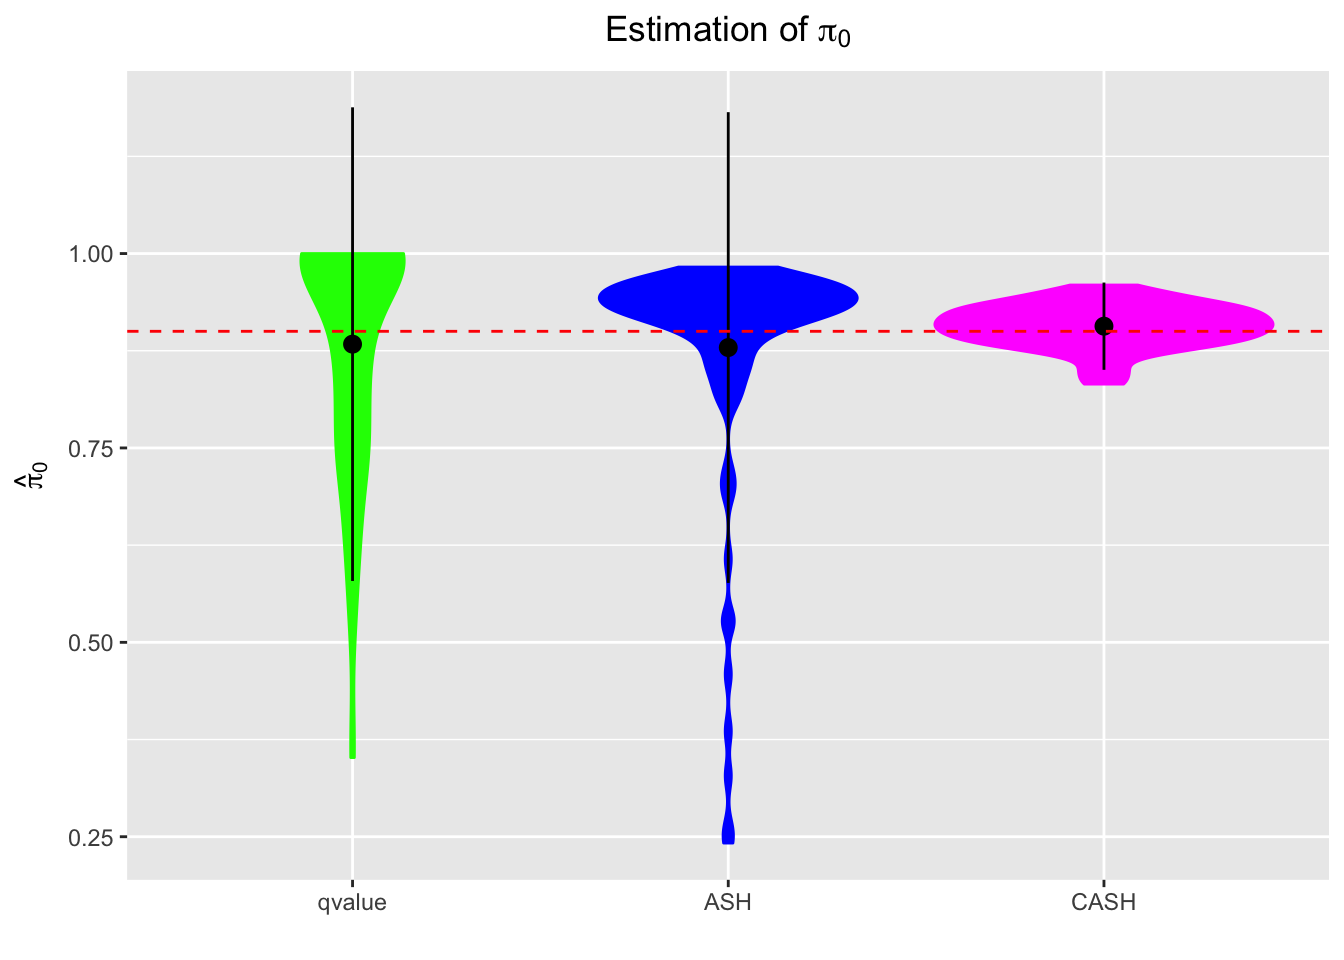 Estimation of π₀
1.00
0.75
0.50
0.25
π̂₀
qvalue ASH CASH